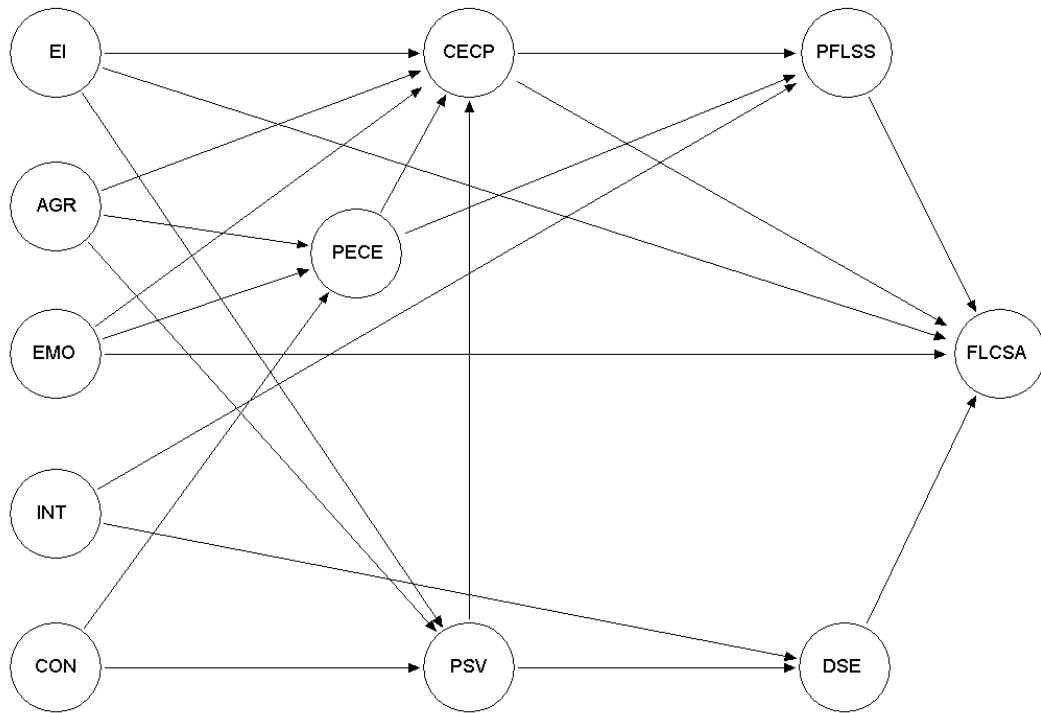 EI
CECP
PFLSS
AGR
PECE
EMO
FLCSA
INT
CON
PSV
DSE